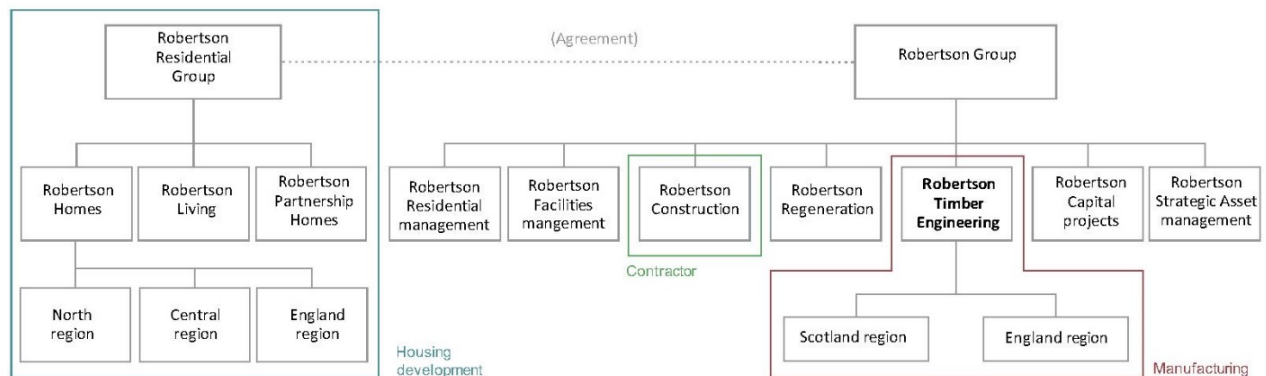 Robertson
Residential
Group
(Agreement)
Robertson Group
Robertson
Homes
Robertson
Living
Robertson
Partnership
Homes
Robertson
Residential
management
Robertson
Facilities
mangement
Robertson
Construction
Robertson
Regeneration
Robertson
Timber
Engineering
Robertson
Capital
projects
Robertson
Strategic Asset
management
Contractor
North
region
Central
region
England
region
Scotland region
England region
Housing
development
Manufacturing